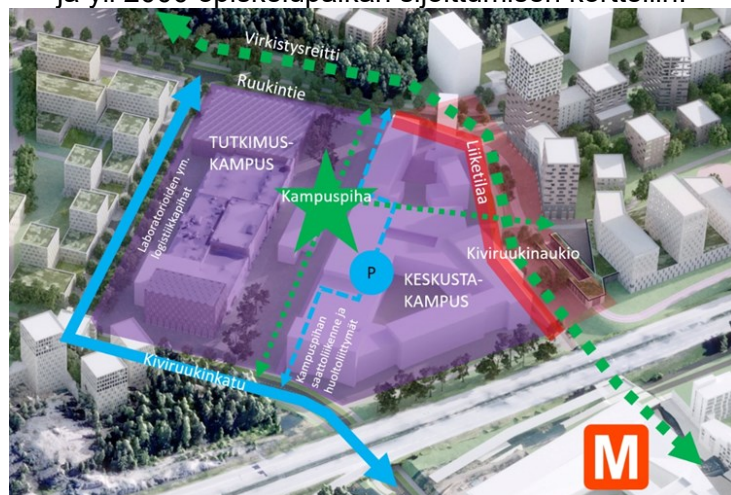 ja yli 2000 opiskelupaikan sijoittumisen kortteliin.
Virkistysreitti
Ruukintie
TUTKIMUS-
KAMPUS
Laboratorioiden ym.
logistiikkapihat
Kampuspiha
Liiketilaa
Kiviruukinaukio
P
KESKUSTA-
KAMPUS
Kampuspihan
saattoliikenne ja
huoltoliittymät
Kiviruukinkatu
M